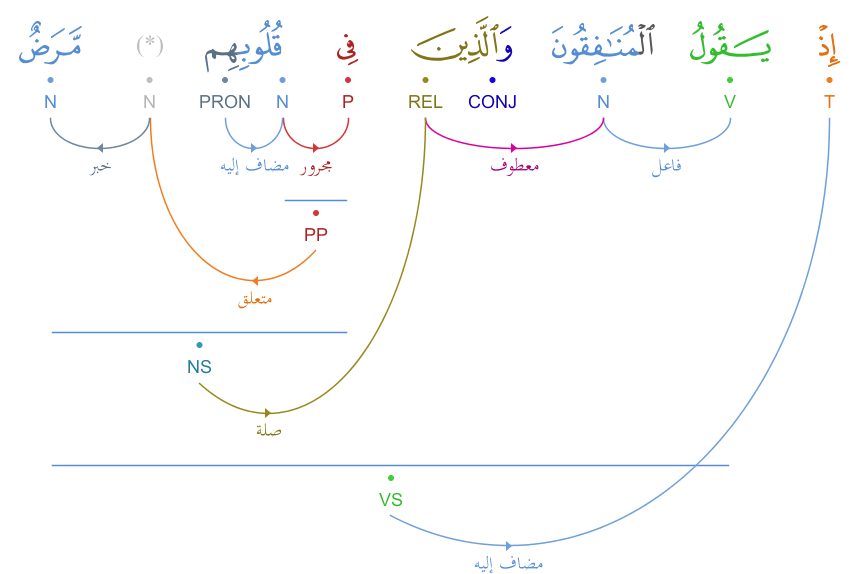 إِذْ يَقُولُ ٱلْمُنَـٰفِقُونَ وَٱلَّذِينَ فِى قُلُوبِهِم (*) مَّرَضٌ
T V N CONJ REL P N PRON N N
فاعل معطوف مجرور مضاف إليه خبر
PP
متعلق
NS
صلة
VS
مضاف إليه